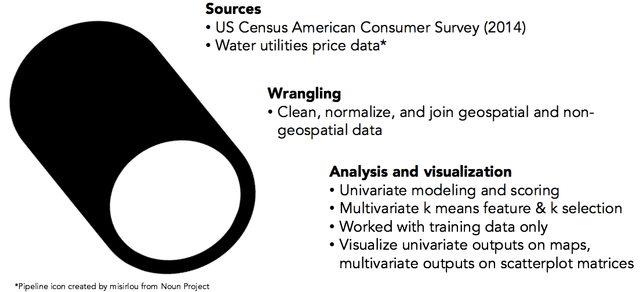 Sources
• US Census American Consumer Survey (2014)
• Water utilities price data*
Wrangling
• Clean, normalize, and join geospatial and non-
geospatial data
Analysis and visualization
• Univariate modeling and scoring
• Multivariate k means feature & k selection
• Worked with training data only
• Visualize univariate outputs on maps,
multivariate outputs on scatterplot matrices
*Pipeline icon created by misirlou from Noun Project